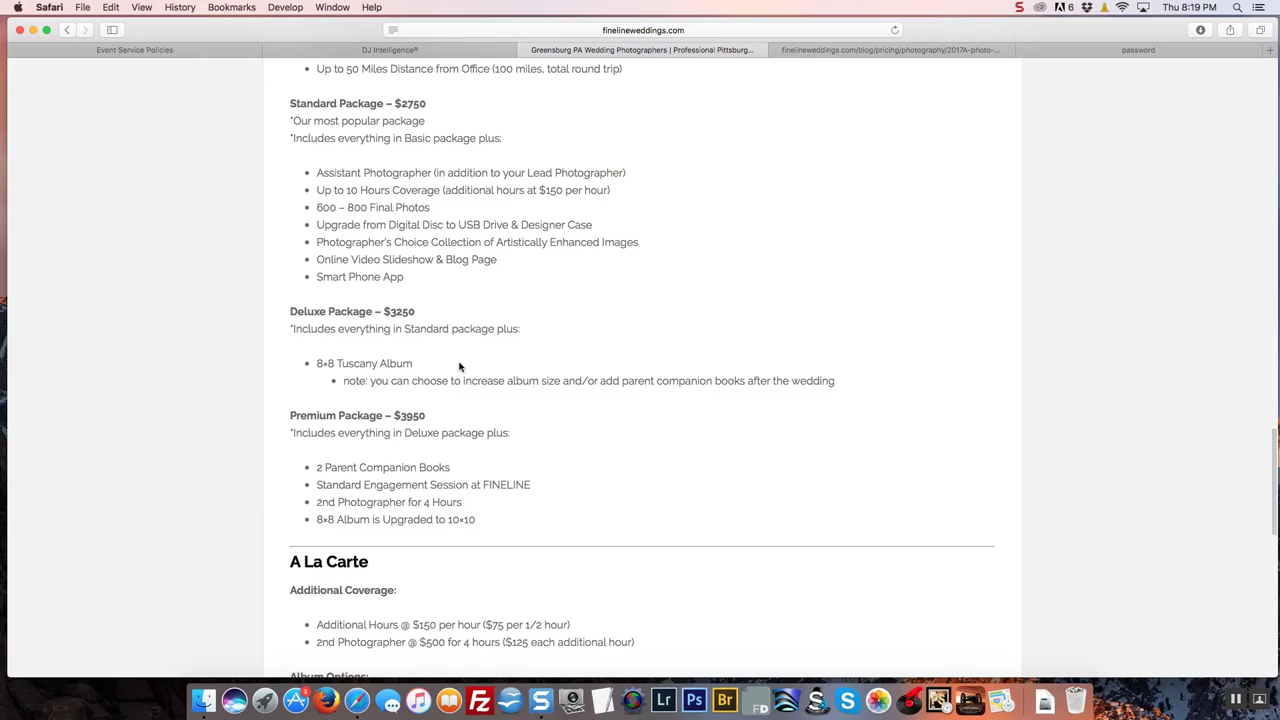 Safari File Edit View History Bookmarks Develop Window Help
6 Thu 8:19 PM
finelineweddings.com
Event Service Policies
DJ Intelligence®
Greensburg PA Wedding Photographers | Professional Pittsburg...
finelineweddings.com/blog/pricing/photography/2017A-photo-...
password
• Up to 50 Miles Distance from Office (100 miles, total round trip)
Standard Package – $2750
*Our most popular package
*Includes everything in Basic package plus:
• Assistant Photographer (in addition to your Lead Photographer)
• Up to 10 Hours Coverage (additional hours at $150 per hour)
• 600 – 800 Final Photos
• Upgrade from Digital Disc to USB Drive & Designer Case
• Photographer's Choice Collection of Artistically Enhanced Images
• Online Video Slideshow & Blog Page
• Smart Phone App
Deluxe Package – $3250
*Includes everything in Standard package plus:
• 8×8 Tuscany Album
• note: you can choose to increase album size and/or add parent companion books after the wedding
Premium Package – $3950
*Includes everything in Deluxe package plus:
• 2 Parent Companion Books
• Standard Engagement Session at FINELINE
• 2nd Photographer for 4 Hours
• 8×8 Album is Upgraded to 10×10
A La Carte
Additional Coverage:
• Additional Hours @ $150 per hour ($75 per 1/2 hour)
• 2nd Photographer @ $500 for 4 hours ($125 each additional hour)
Album Options:
Lr Ps Br FD